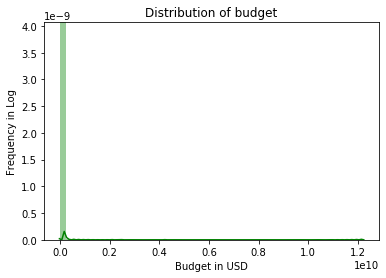 Distribution of budget
1e−9
4.0
3.5
3.0
2.5
2.0
1.5
1.0
0.5
0.0
Frequency in Log
0.0 0.2 0.4 0.6 0.8 1.0 1.2
1e10
Budget in USD